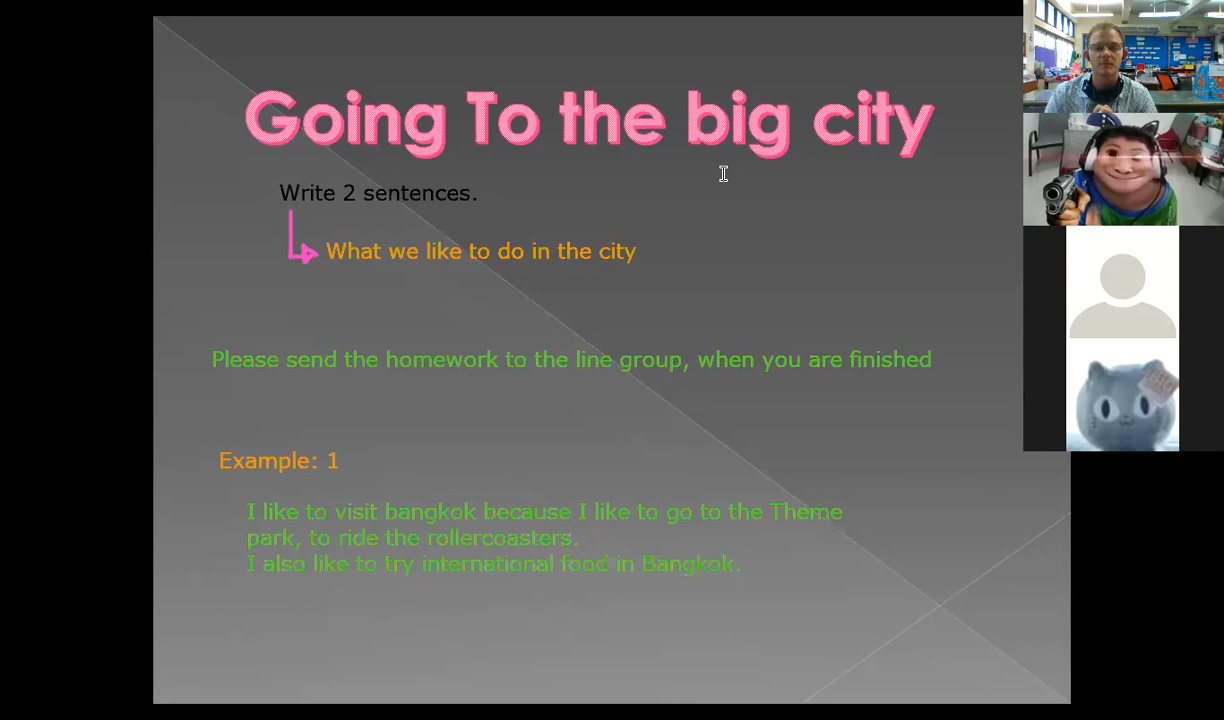 Going To the big city
Write 2 sentences.
What we like to do in the city
Please send the homework to the line group, when you are finished
Example: 1
I like to visit bangkok because I like to go to the Theme
park, to ride the rollercoasters.
I also like to try international food in Bangkok.